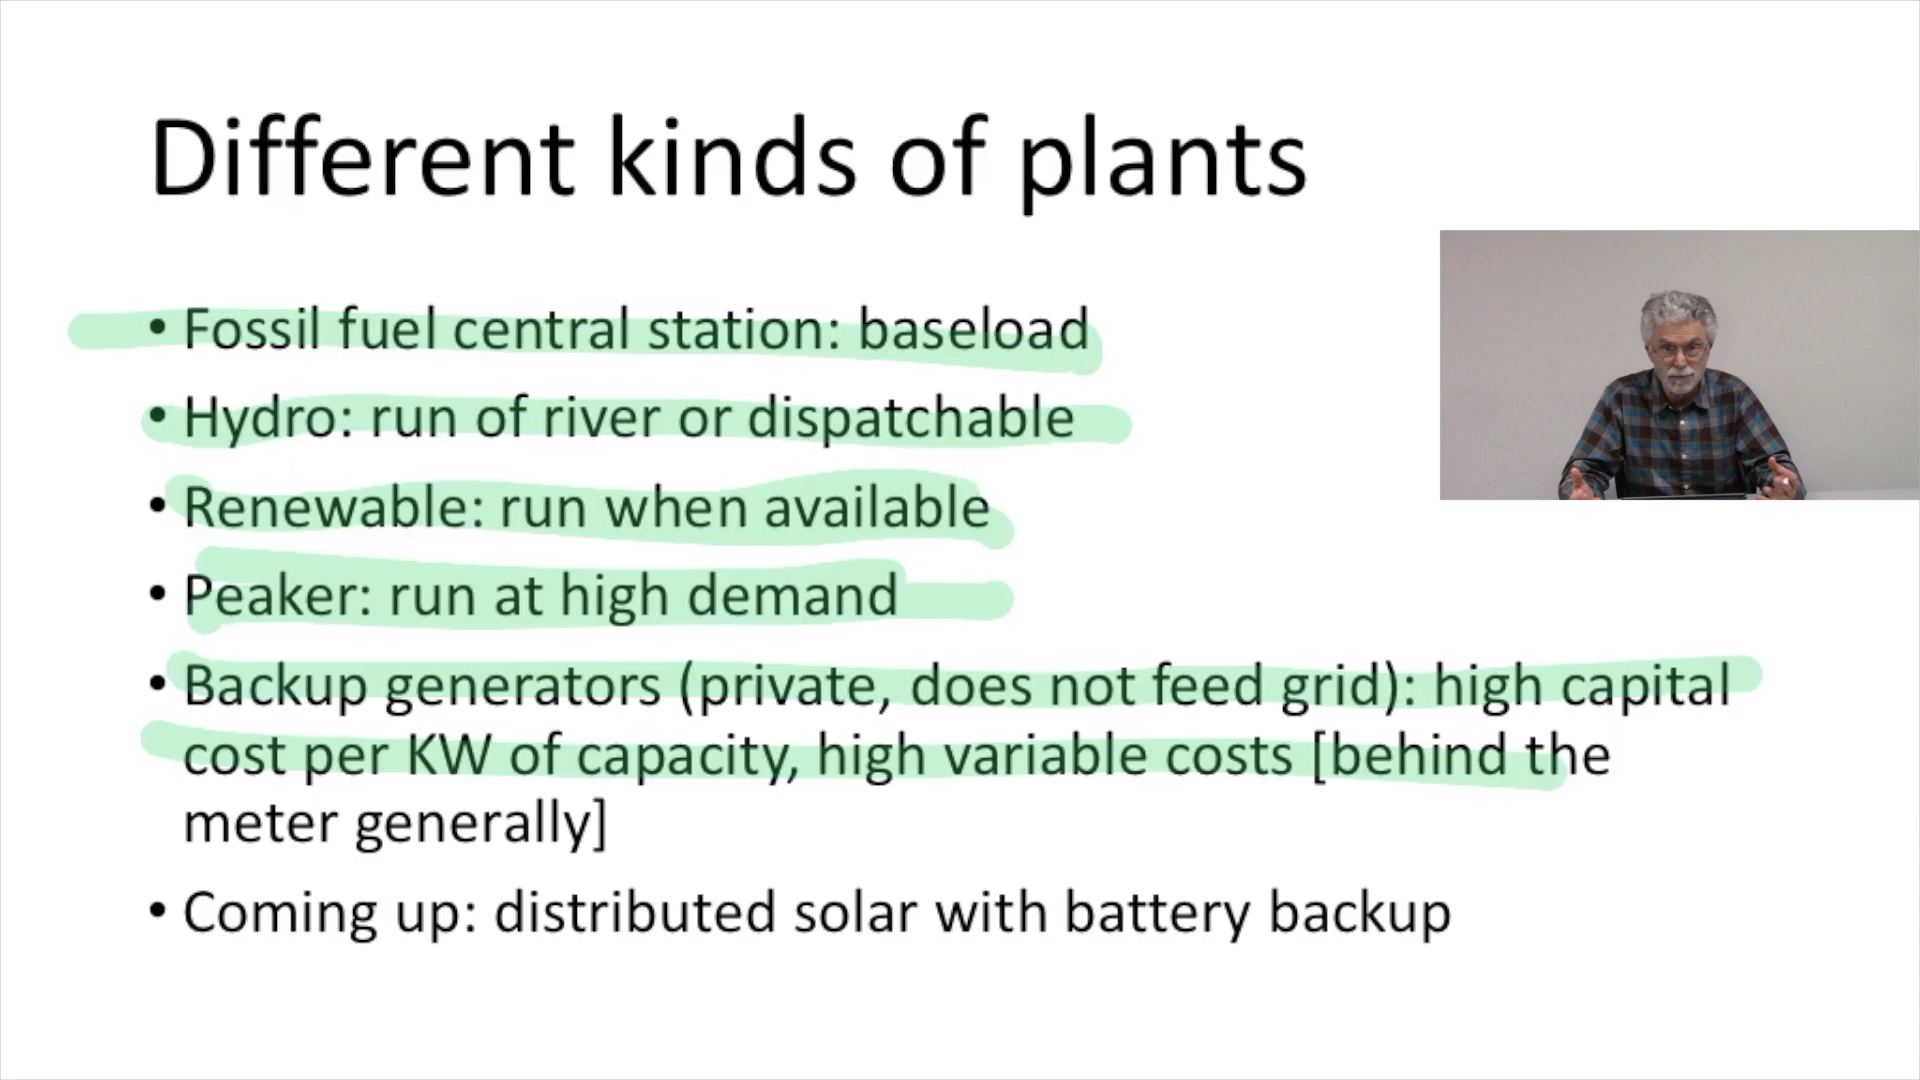 Different kinds of plants
• Fossil fuel central station: baseload
• Hydro: run of river or dispatchable
• Renewable: run when available
• Peaker: run at high demand
• Backup generators (private, does not feed grid): high capital
cost per KW of capacity, high variable costs [behind the
meter generally]
• Coming up: distributed solar with battery backup